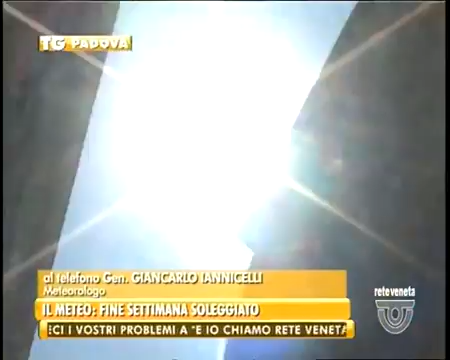 TG PADOVA
al telefono Gen. GIANCARLO IANNICELLI
Meteorologo
IL METEO: FINE SETTIMANA SOLEGGIATO
ECI I VOSTRI PROBLEMI A "E IO CHIAMO RETE VENETA
reteveneta